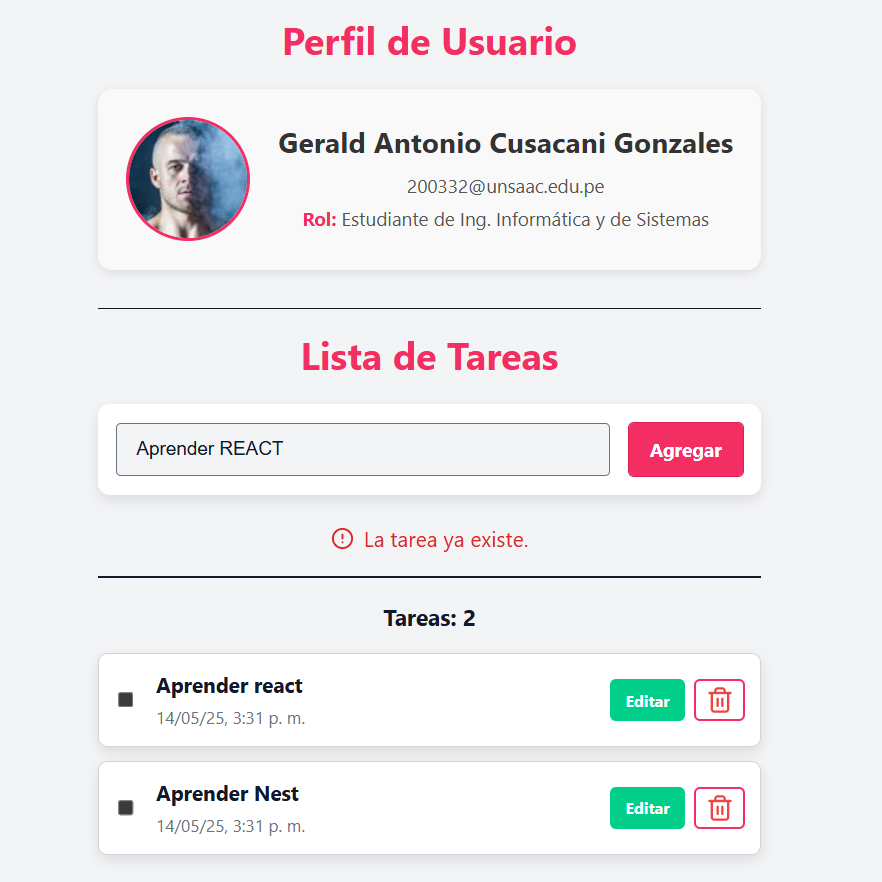 Perfil de Usuario
Gerald Antonio Cusacani Gonzales
200332@unsaac.edu.pe
Rol: Estudiante de Ing. Informática y de Sistemas
Lista de Tareas
Aprender REACT
Agregar
La tarea ya existe.
Tareas: 2
Aprender react
Editar
14/05/25, 3:31 p. m.
Aprender Nest
Editar
14/05/25, 3:31 p. m.